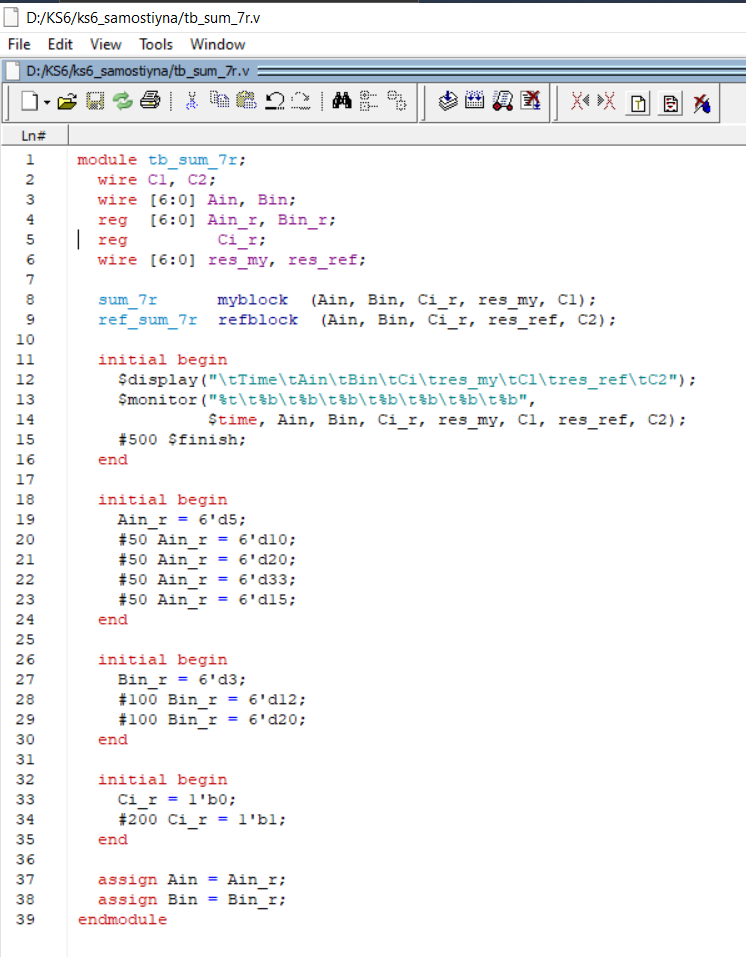 D:/KS6/ks6_samostiyna/tb_sum_7r.v
File Edit View Tools Window
D:/KS6/ks6_samostiyna/tb_sum_7r.v
Ln#
1 module tb_sum_7r;
2 wire C1, C2;
3 wire [6:0] Ain, Bin;
4 reg [6:0] Ain_r, Bin_r;
5 reg Ci_r;
6 wire [6:0] res_my, res_ref;
7
8 sum_7r myblock (Ain, Bin, Ci_r, res_my, C1);
9 ref_sum_7r refblock (Ain, Bin, Ci_r, res_ref, C2);
10
11 initial begin
12 $display("\tTime\tAin\tBin\tCi\tres_my\tC1\tres_ref\tC2");
13 $monitor("%t\t%b\t%b\t%b\t%b\t%b\t%b\t%b",
14 $time, Ain, Bin, Ci_r, res_my, C1, res_ref, C2);
15 #500 $finish;
16 end
17
18 initial begin
19 Ain_r = 6'd5;
20 #50 Ain_r = 6'd10;
21 #50 Ain_r = 6'd20;
22 #50 Ain_r = 6'd33;
23 #50 Ain_r = 6'd15;
24 end
25
26 initial begin
27 Bin_r = 6'd3;
28 #100 Bin_r = 6'd12;
29 #100 Bin_r = 6'd20;
30 end
31
32 initial begin
33 Ci_r = 1'b0;
34 #200 Ci_r = 1'b1;
35 end
36
37 assign Ain = Ain_r;
38 assign Bin = Bin_r;
39 endmodule